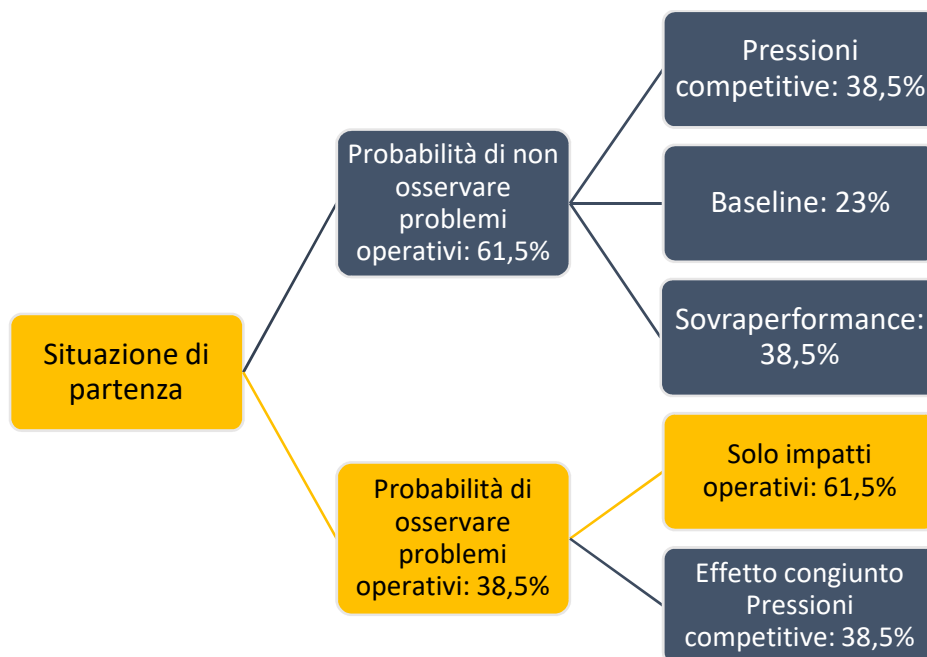 Situazione di
partenza
Probabilità di non
osservare
problemi
operativi: 61,5%
Pressioni
competitive: 38,5%
Baseline: 23%
Sovraperformance:
38,5%
Probabilità di
osservare
problemi
operativi: 38,5%
Solo impatti
operativi: 61,5%
Effetto congiunto
Pressioni
competitive: 38,5%